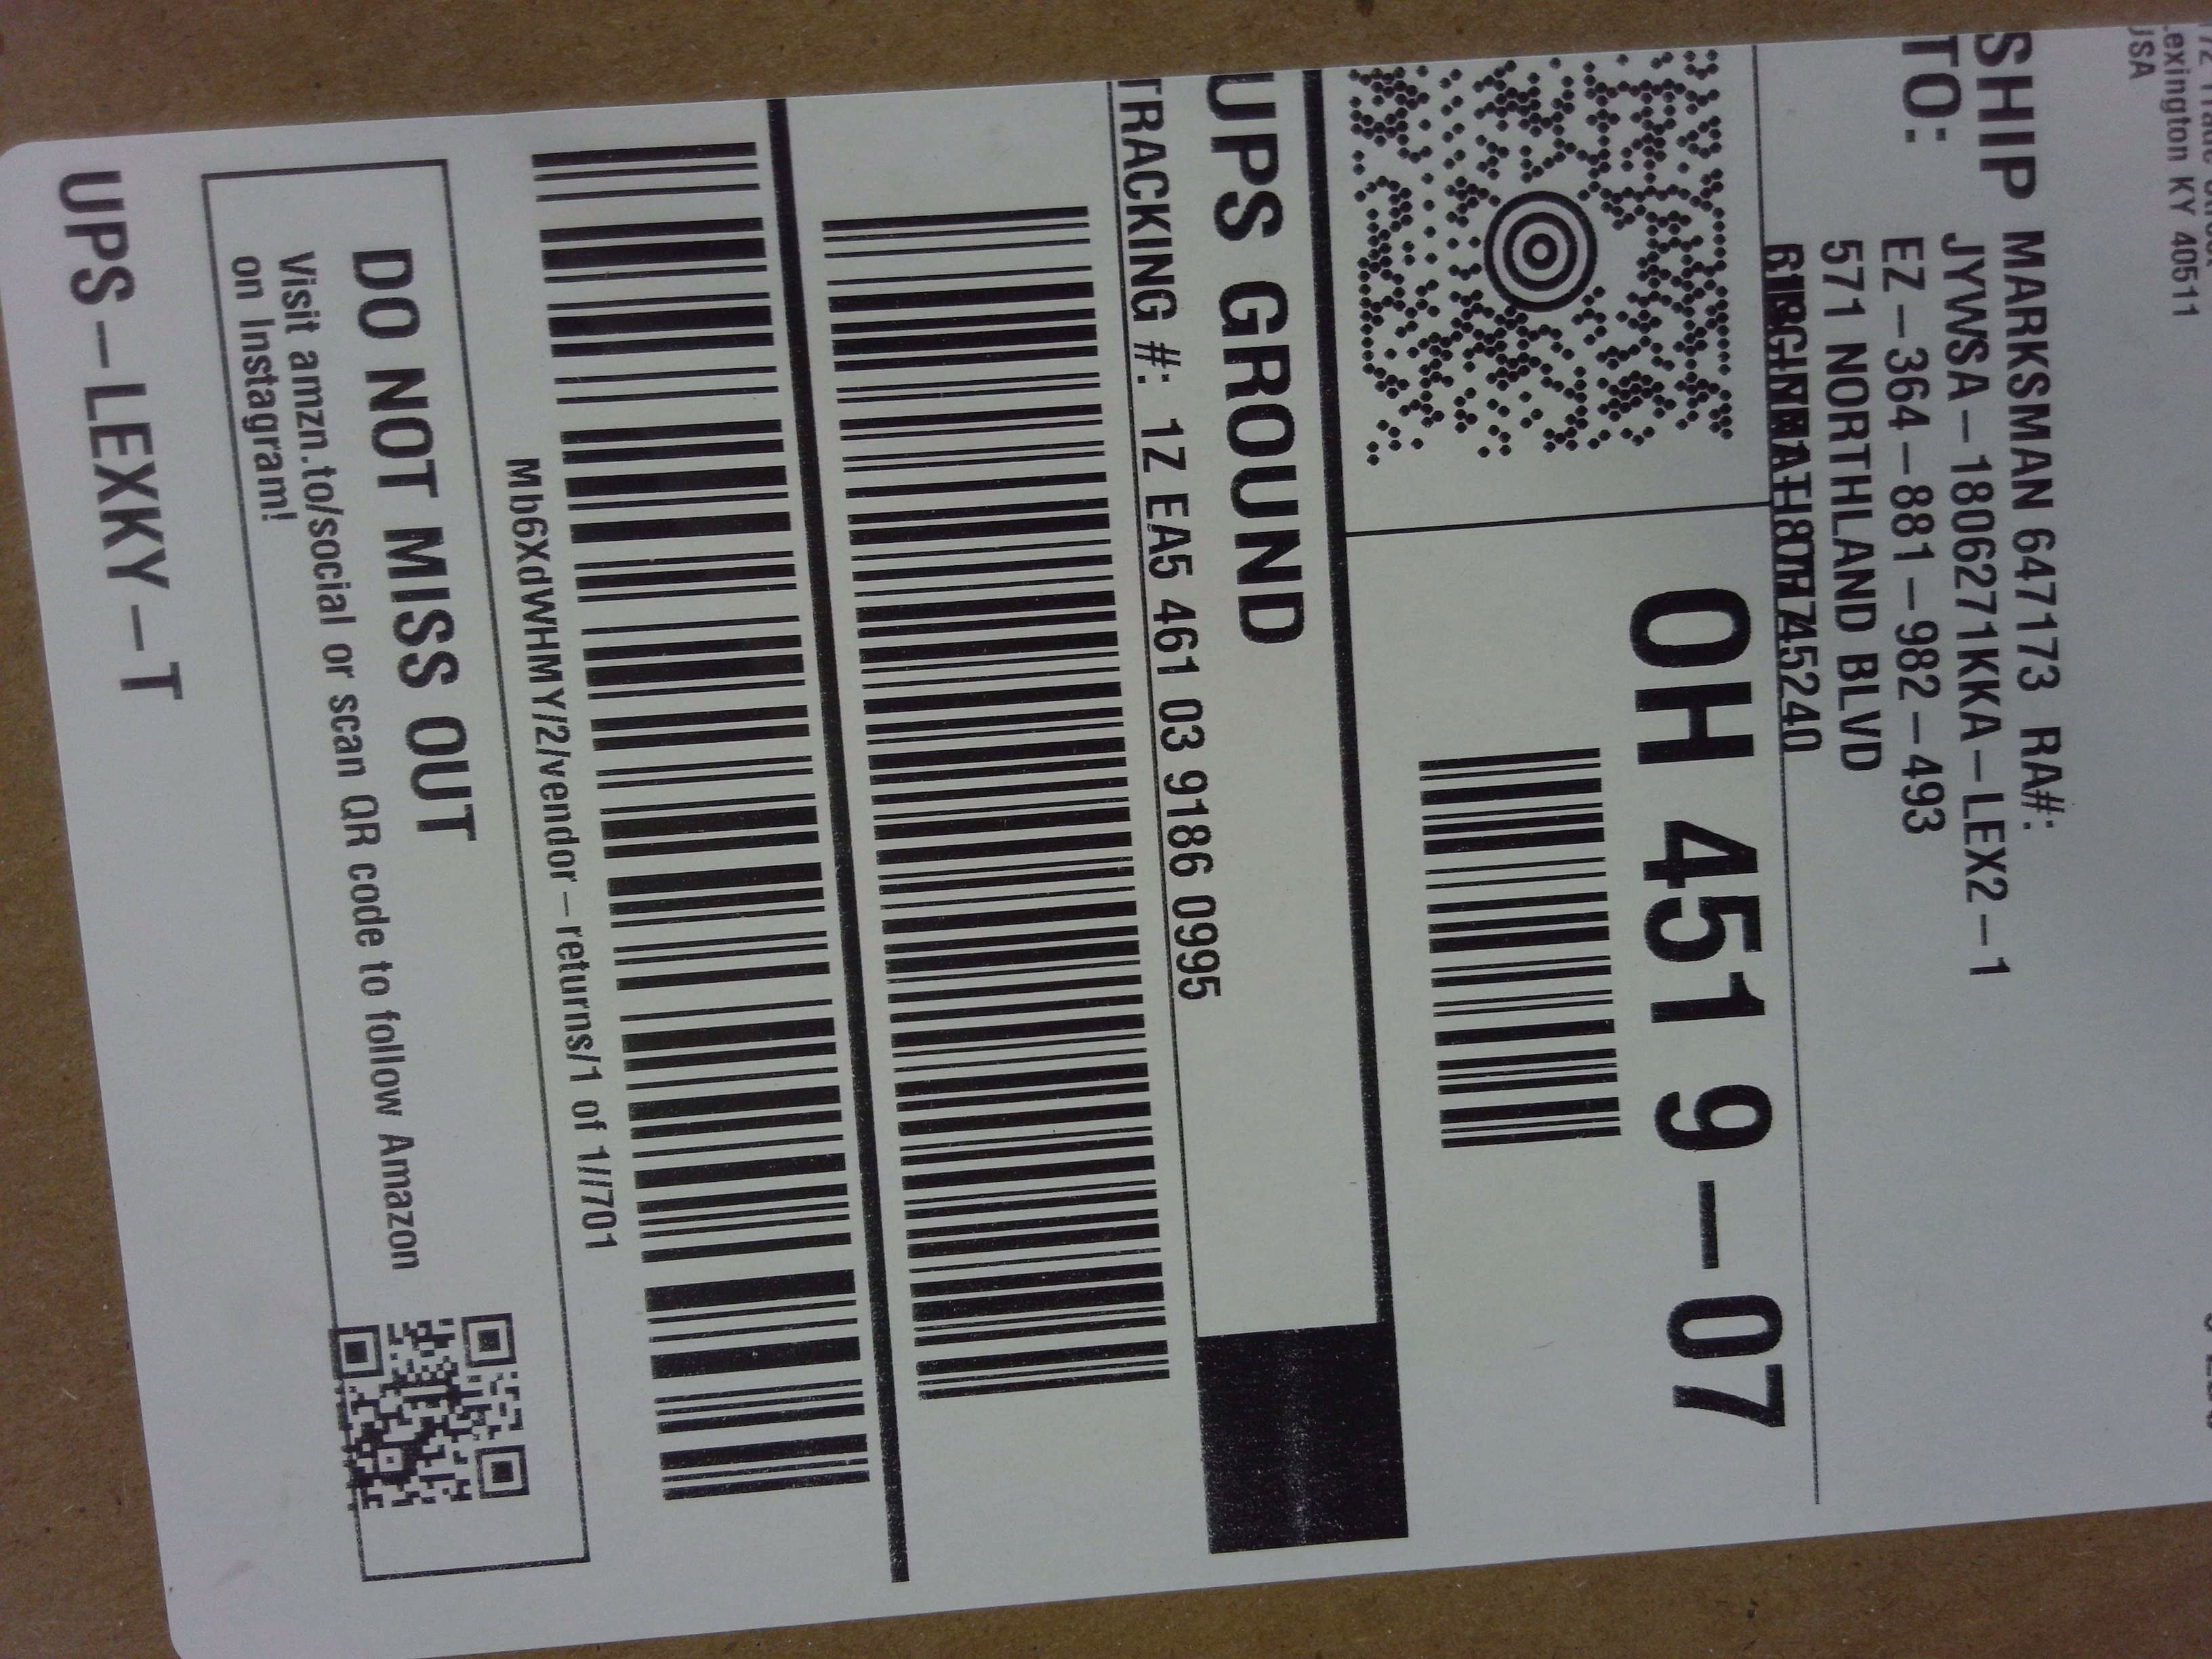 Lexington KY 40511
USA
SHIP MARKSMAN 64173 RA#:
TO: JYWSA-1806271KKA-LEX2-1
EZ-364-881-982-493
571 NORTHLAND BLVD
OH 451 9-07
UPS GROUND
TRACKING #: 1Z EA5 461 03 9186 0995
Mb6XdWHMY/2/vendor-returns/1 of 1//701
DO NOT MISS OUT
Visit amzn.to/social or scan QR code to follow Amazon
on Instagram!
UPS-LEXKY-T